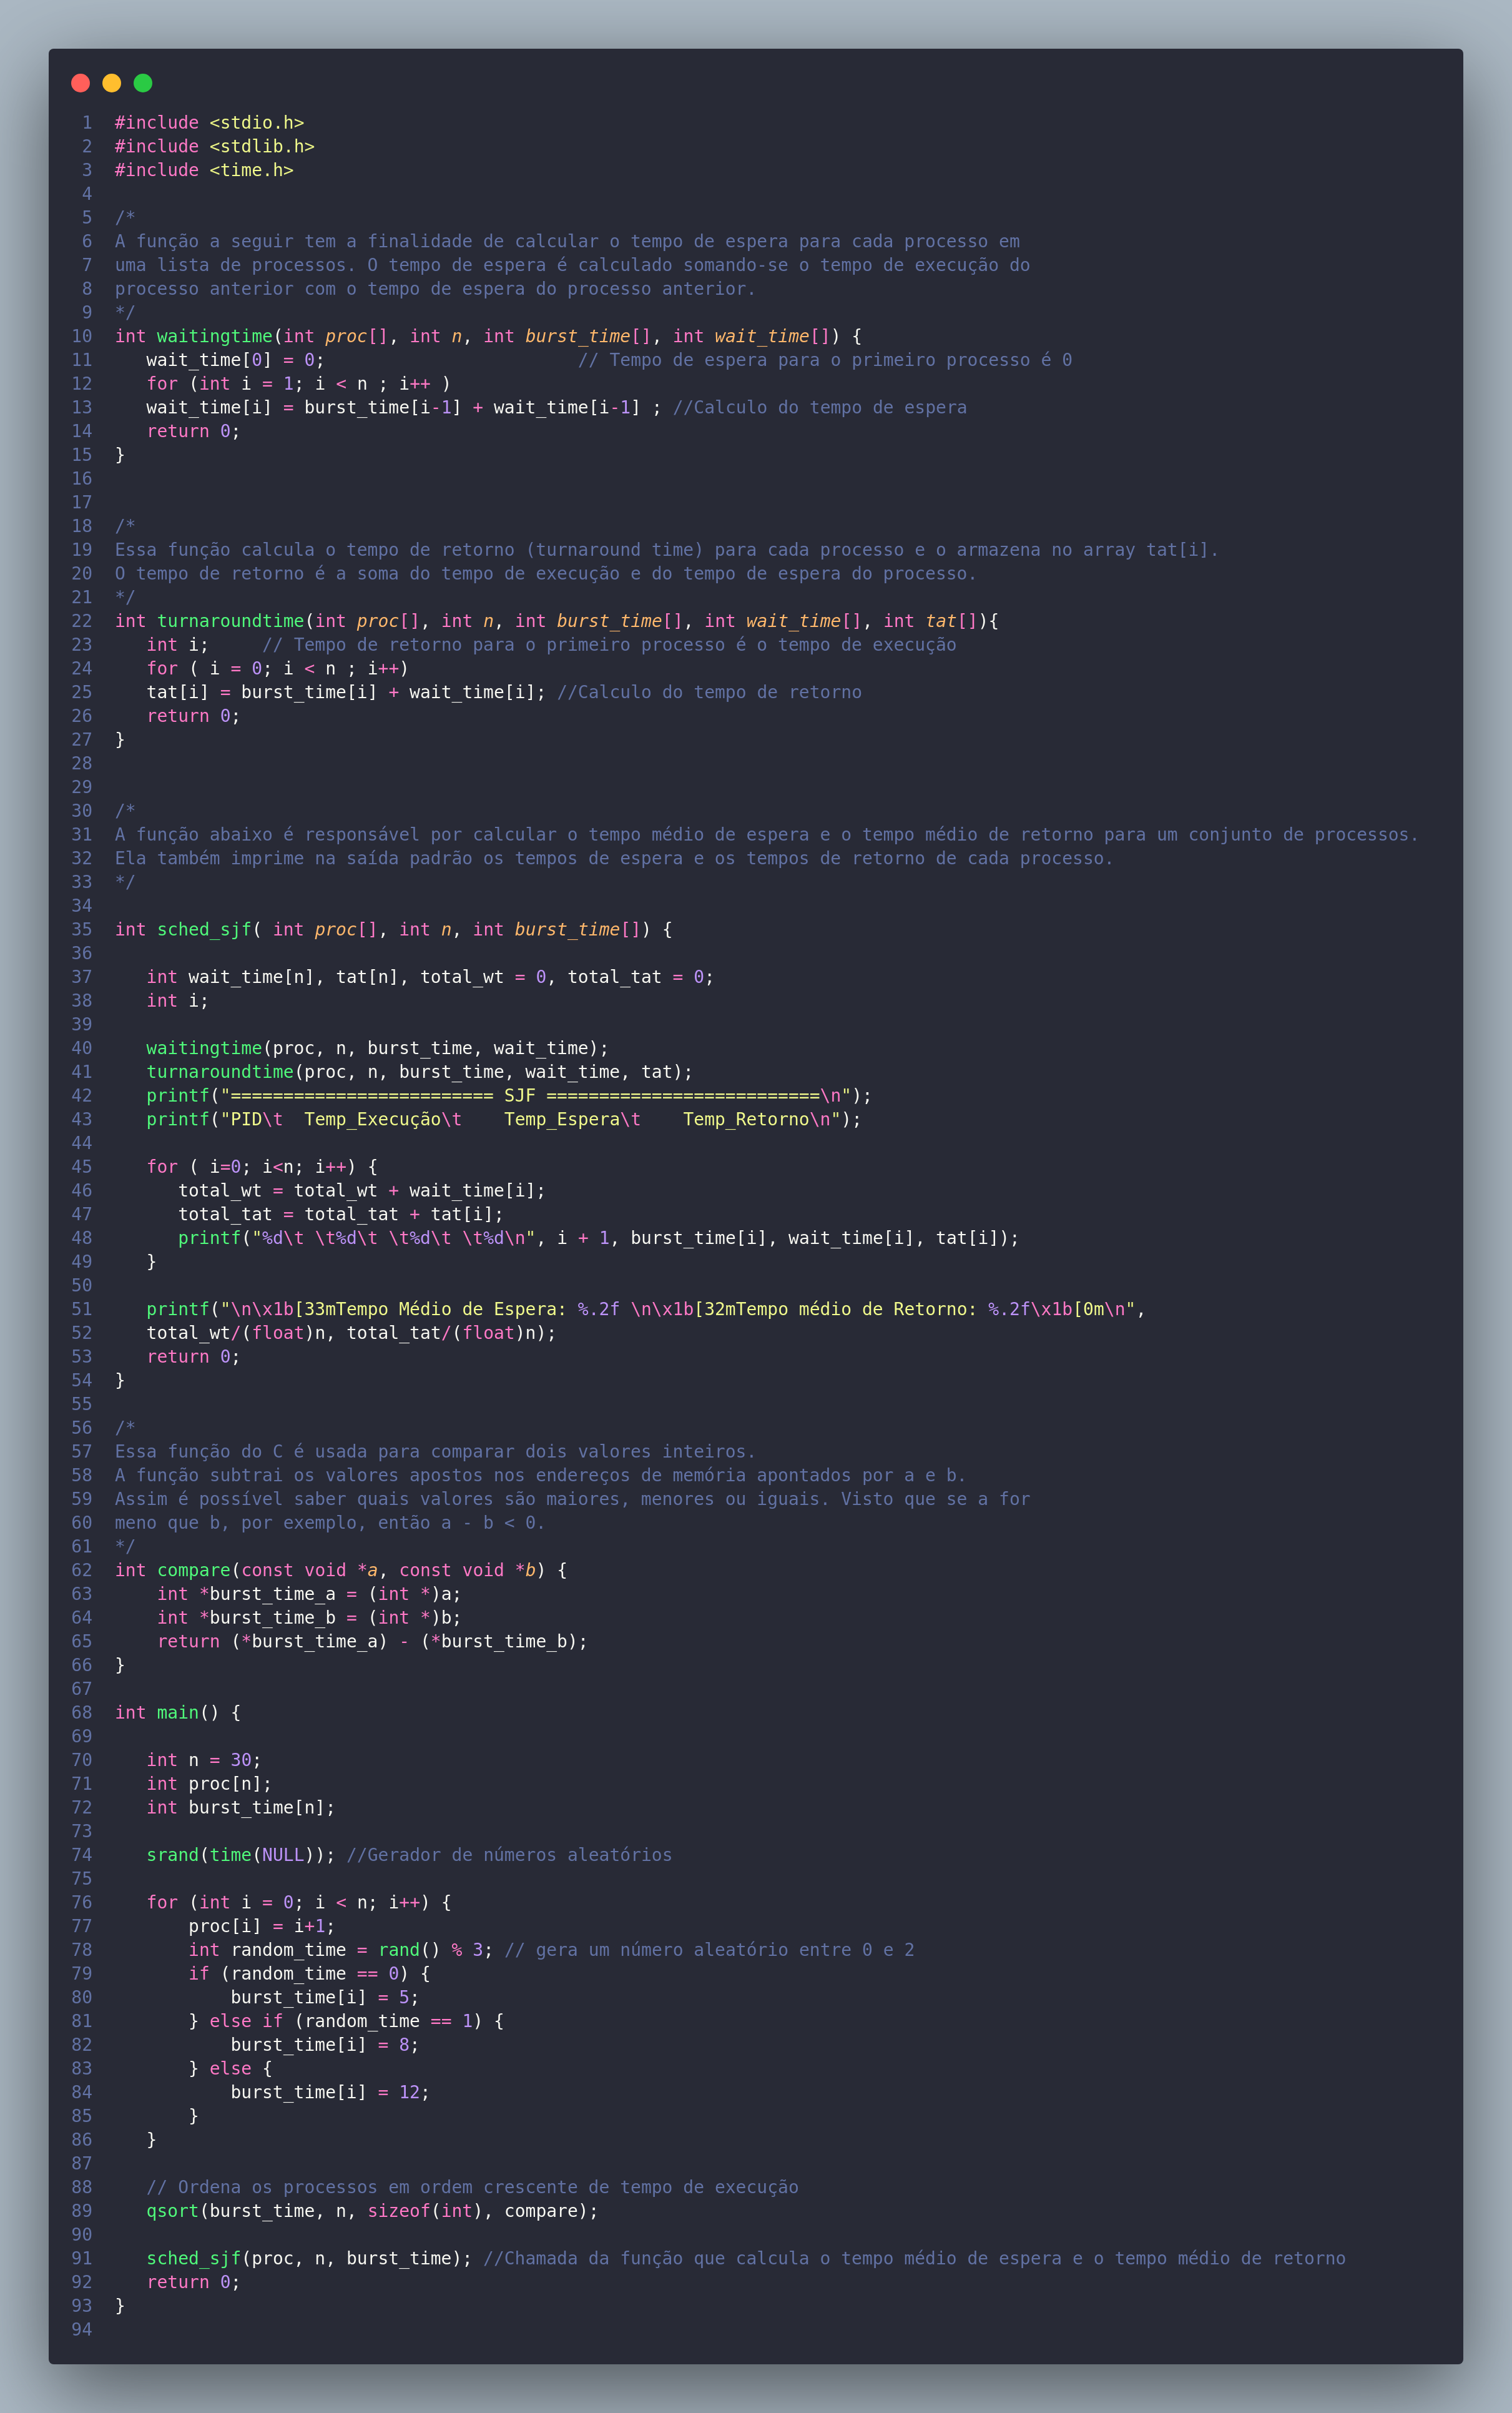 1 #include <stdio.h>
2 #include <stdlib.h>
3 #include <time.h>
4
5 /*
6 A função a seguir tem a finalidade de calcular o tempo de espera para cada processo em
7 uma lista de processos. O tempo de espera é calculado somando-se o tempo de execução do
8 processo anterior com o tempo de espera do processo anterior.
9 */
10 int waitingtime(int proc[], int n, int burst_time[], int wait_time[]) {
11    wait_time[0] = 0;                        // Tempo de espera para o primeiro processo é 0
12    for (int i = 1; i < n ; i++ )
13    wait_time[i] = burst_time[i-1] + wait_time[i-1] ; //Calculo do tempo de espera
14    return 0;
15 }
16
17
18 /*
19 Essa função calcula o tempo de retorno (turnaround time) para cada processo e o armazena no array tat[i].
20 O tempo de retorno é a soma do tempo de execução e do tempo de espera do processo.
21 */
22 int turnaroundtime(int proc[], int n, int burst_time[], int wait_time[], int tat[]){
23    int i;     // Tempo de retorno para o primeiro processo é o tempo de execução
24    for ( i = 0; i < n ; i++)
25    tat[i] = burst_time[i] + wait_time[i]; //Calculo do tempo de retorno
26    return 0;
27 }
28
29
30 /*
31 A função abaixo é responsável por calcular o tempo médio de espera e o tempo médio de retorno para um conjunto de processos.
32 Ela também imprime na saída padrão os tempos de espera e os tempos de retorno de cada processo.
33 */
34
35 int sched_sjf( int proc[], int n, int burst_time[]) {
36
37    int wait_time[n], tat[n], total_wt = 0, total_tat = 0;
38    int i;
39
40    waitingtime(proc, n, burst_time, wait_time);
41    turnaroundtime(proc, n, burst_time, wait_time, tat);
42    printf("========================= SJF ==========================\n");
43    printf("PID\t  Temp_Execução\t    Temp_Espera\t    Temp_Retorno\n");
44
45    for ( i=0; i<n; i++) {
46       total_wt = total_wt + wait_time[i];
47       total_tat = total_tat + tat[i];
48       printf("%d\t \t%d\t \t%d\t \t%d\n", i + 1, burst_time[i], wait_time[i], tat[i]);
49    }
50
51    printf("\n\x1b[33mTempo Médio de Espera: %.2f \n\x1b[32mTempo médio de Retorno: %.2f\x1b[0m\n",
52    total_wt/(float)n, total_tat/(float)n);
53    return 0;
54 }
55
56 /*
57 Essa função do C é usada para comparar dois valores inteiros.
58 A função subtrai os valores apostos nos endereços de memória apontados por a e b.
59 Assim é possível saber quais valores são maiores, menores ou iguais. Visto que se a for
60 meno que b, por exemplo, então a - b < 0.
61 */
62 int compare(const void *a, const void *b) {
63     int *burst_time_a = (int *)a;
64     int *burst_time_b = (int *)b;
65     return (*burst_time_a) - (*burst_time_b);
66 }
67
68 int main() {
69
70    int n = 30;
71    int proc[n];
72    int burst_time[n];
73
74    srand(time(NULL)); //Gerador de números aleatórios
75
76    for (int i = 0; i < n; i++) {
77        proc[i] = i+1;
78        int random_time = rand() % 3; // gera um número aleatório entre 0 e 2
79        if (random_time == 0) {
80            burst_time[i] = 5;
81        } else if (random_time == 1) {
82            burst_time[i] = 8;
83        } else {
84            burst_time[i] = 12;
85        }
86    }
87
88    // Ordena os processos em ordem crescente de tempo de execução
89    qsort(burst_time, n, sizeof(int), compare);
90
91    sched_sjf(proc, n, burst_time); //Chamada da função que calcula o tempo médio de espera e o tempo médio de retorno
92    return 0;
93 }
94